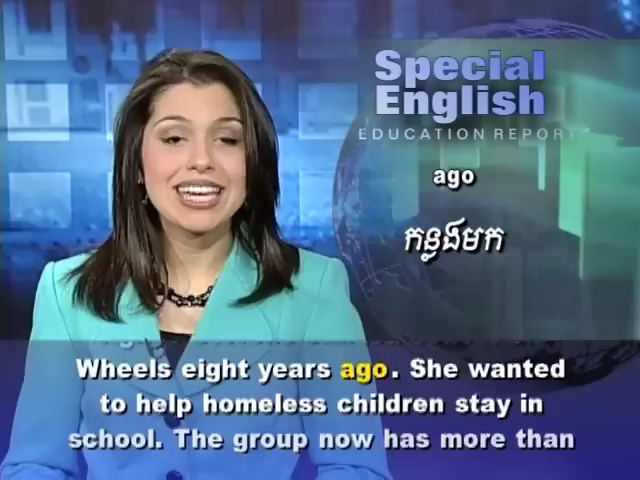 Special
English
EDUCATION REPORT
ago
កន្លងមក
Wheels eight years ago. She wanted
to help homeless children stay in
school. The group now has more than